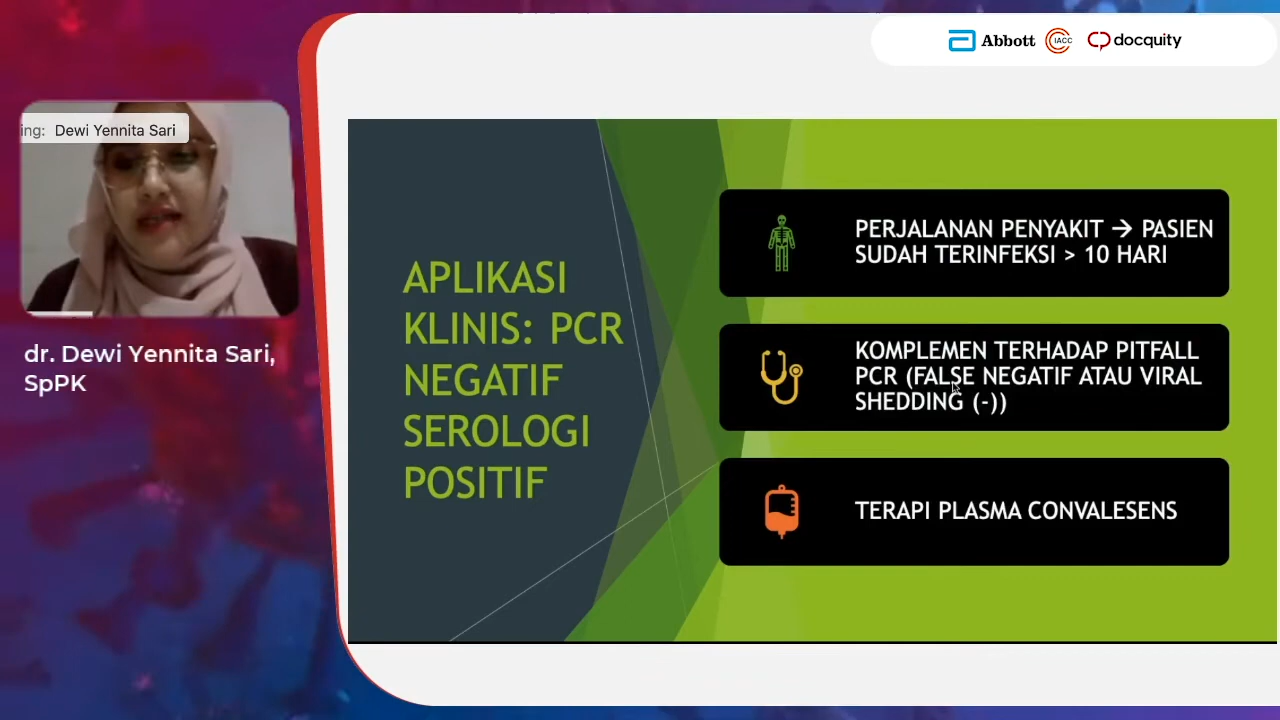 Abbott IACC docquity
ing: Dewi Yennita Sari
dr. Dewi Yennita Sari,
SpPK
APLIKASI
KLINIS: PCR
NEGATIF
SEROLOGI
POSITIF
PERJALANAN PENYAKIT → PASIEN
SUDAH TERINFEKSI > 10 HARI
KOMPLEMEN TERHADAP PITFALL
PCR (FALSE NEGATIF ATAU VIRAL
SHEDDING (-))
TERAPI PLASMA CONVALESENS